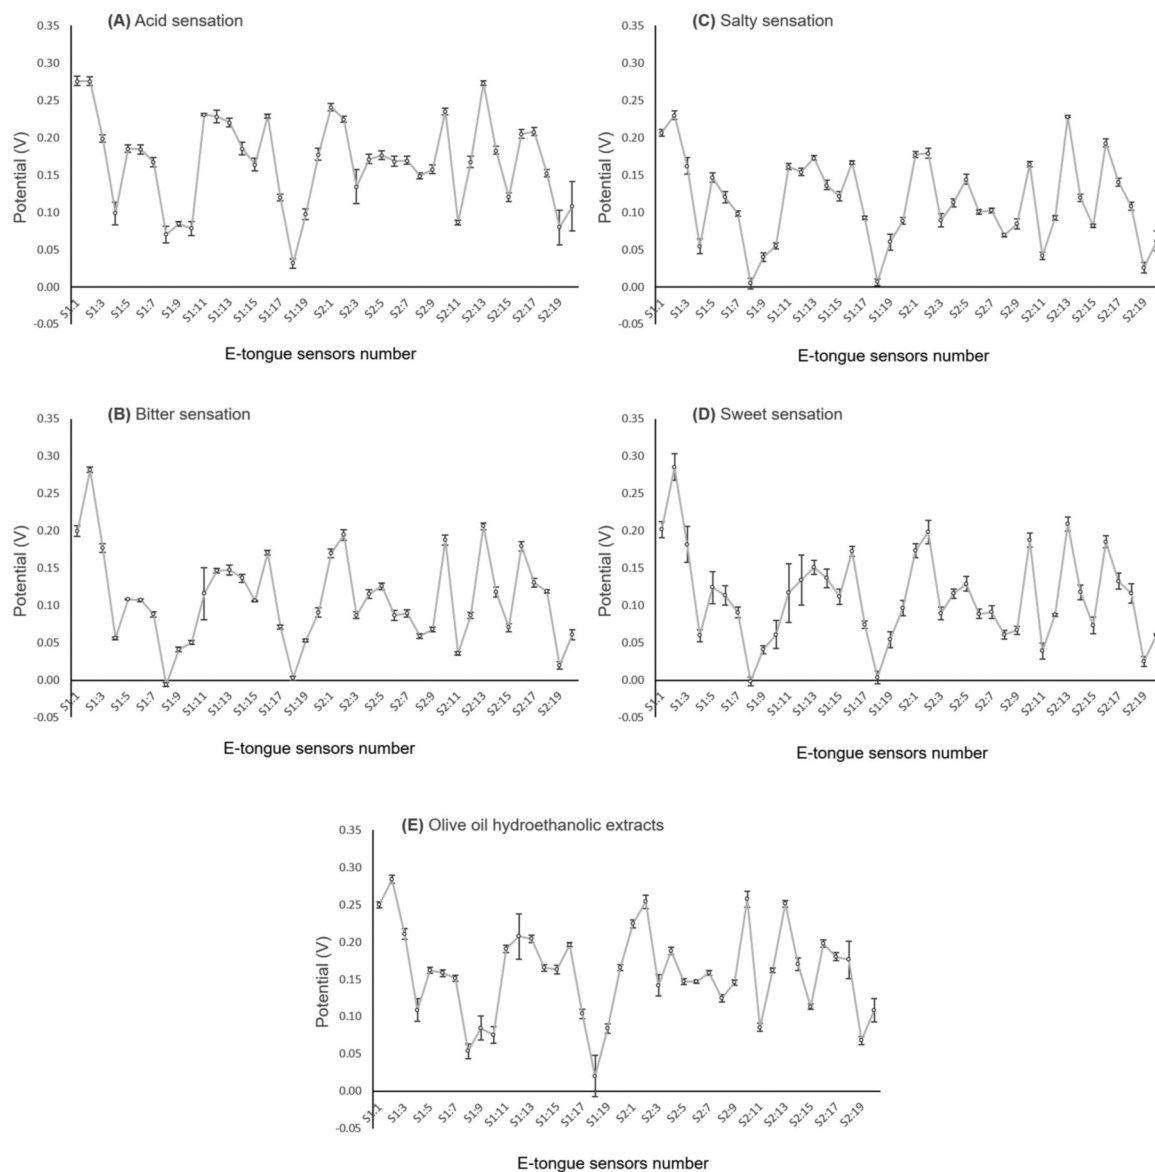 (A) Acid sensation
Potential (V)
0.35
0.30
0.25
0.20
0.15
0.10
0.05
0.00
-0.05
S1:1 S1:3 S1:5 S1:7 S1:9 S1:11 S1:13 S1:15 S1:17 S1:19 S2:1 S2:3 S2:5 S2:7 S2:9 S2:11 S2:13 S2:15 S2:17 S2:19
E-tongue sensors number
(C) Salty sensation
Potential (V)
0.35
0.30
0.25
0.20
0.15
0.10
0.05
0.00
-0.05
S1:1 S1:3 S1:5 S1:7 S1:9 S1:11 S1:13 S1:15 S1:17 S1:19 S2:1 S2:3 S2:5 S2:7 S2:9 S2:11 S2:13 S2:15 S2:17 S2:19
E-tongue sensors number
(B) Bitter sensation
Potential (V)
0.35
0.30
0.25
0.20
0.15
0.10
0.05
0.00
-0.05
S1:1 S1:3 S1:5 S1:7 S1:9 S1:11 S1:13 S1:15 S1:17 S1:19 S2:1 S2:3 S2:5 S2:7 S2:9 S2:11 S2:13 S2:15 S2:17 S2:19
E-tongue sensors number
(D) Sweet sensation
Potential (V)
0.35
0.30
0.25
0.20
0.15
0.10
0.05
0.00
-0.05
S1:1 S1:3 S1:5 S1:7 S1:9 S1:11 S1:13 S1:15 S1:17 S1:19 S2:1 S2:3 S2:5 S2:7 S2:9 S2:11 S2:13 S2:15 S2:17 S2:19
E-tongue sensors number
(E) Olive oil hydroethanolic extracts
Potential (V)
0.35
0.30
0.25
0.20
0.15
0.10
0.05
0.00
-0.05
S1:1 S1:3 S1:5 S1:7 S1:9 S1:11 S1:13 S1:15 S1:17 S1:19 S2:1 S2:3 S2:5 S2:7 S2:9 S2:11 S2:13 S2:15 S2:17 S2:19
E-tongue sensors number